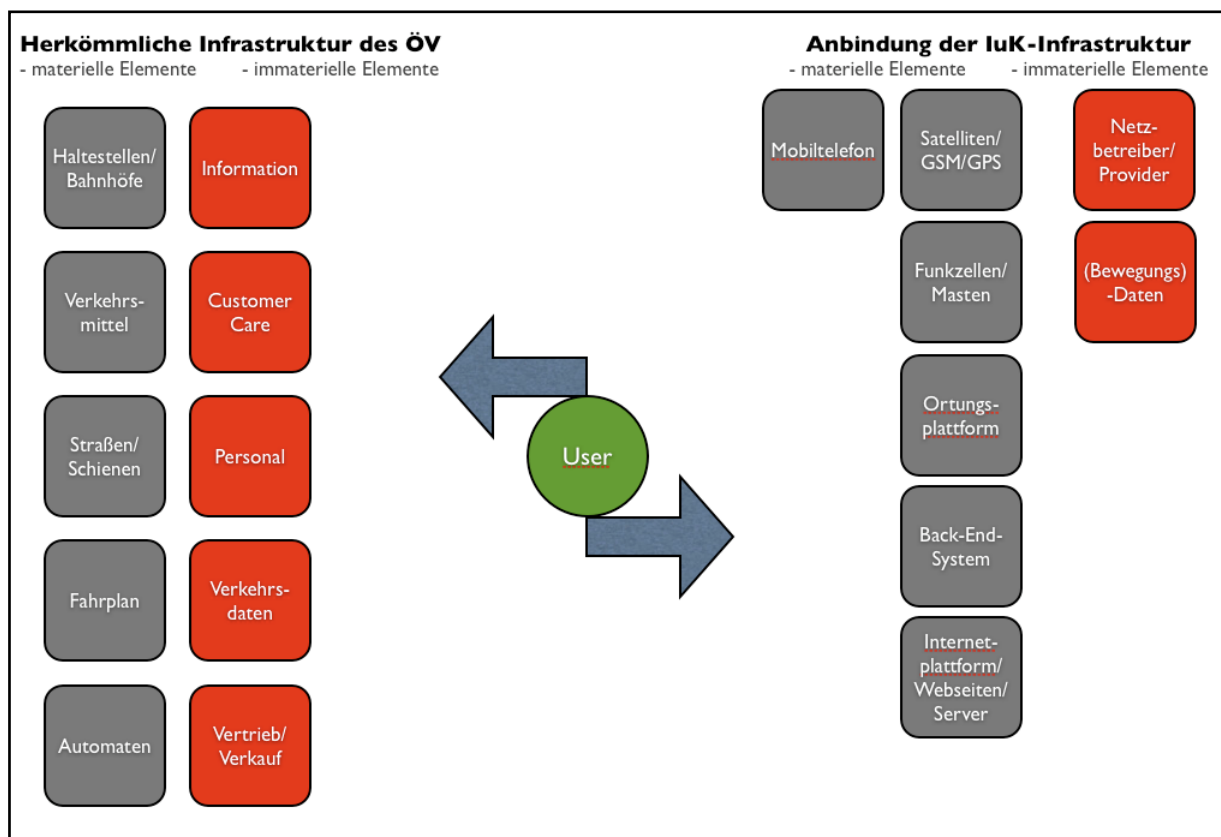 Herkömmliche Infrastruktur des ÖV
- materielle Elemente - immaterielle Elemente
Haltestellen/
Bahnhöfe
Information
Verkehrs-
mittel
Customer
Care
Straßen/
Schienen
Personal
Fahrplan
Verkehrs-
daten
Automaten
Vertrieb/
Verkauf
User
Anbindung der IuK-Infrastruktur
- materielle Elemente - immaterielle Elemente
Mobiltelefon
Satelliten/
GSM/GPS
Netz-
betreiber/
Provider
Funkzellen/
Masten
(Bewegungs)
-Daten
Ortungs-
plattform
Back-End-
System
Internet-
plattform/
Webseiten/
Server